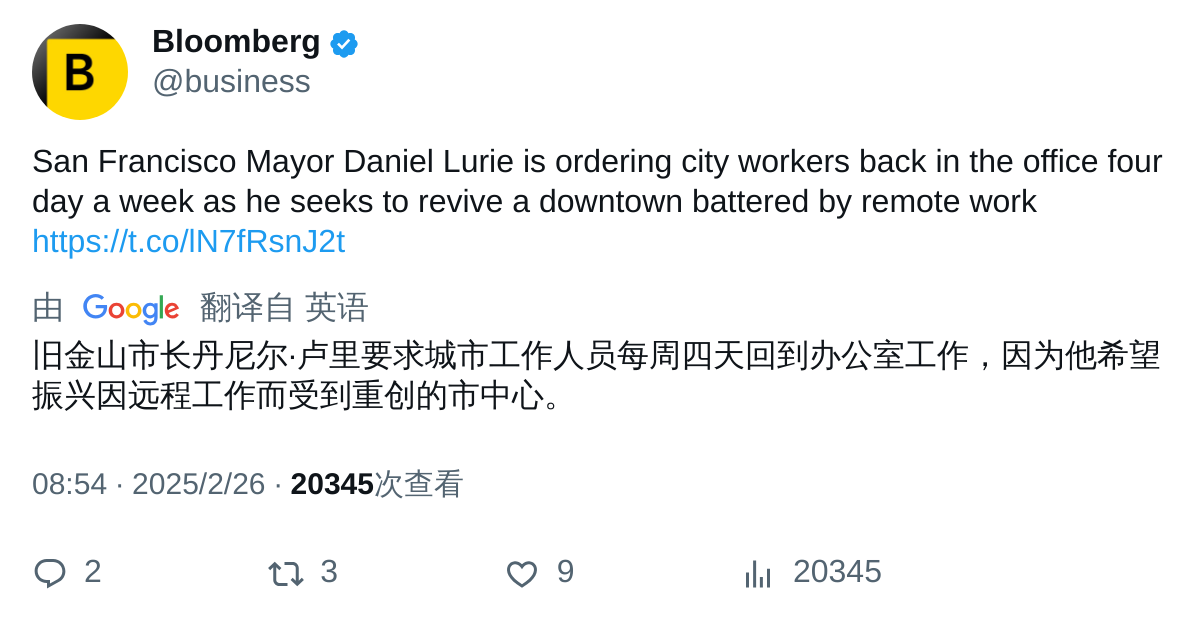 B
Bloomberg
@business
San Francisco Mayor Daniel Lurie is ordering city workers back in the office four
day a week as he seeks to revive a downtown battered by remote work
https://t.co/lN7fRsnJ2t
由 Google 翻译自 英语
旧金山市长丹尼尔·卢里要求城市工作人员每周四天回到办公室工作，因为他希望
振兴因远程工作而受到重创的市中心。
08:54 · 2025/2/26 · 20345次查看
2 3 9 20345